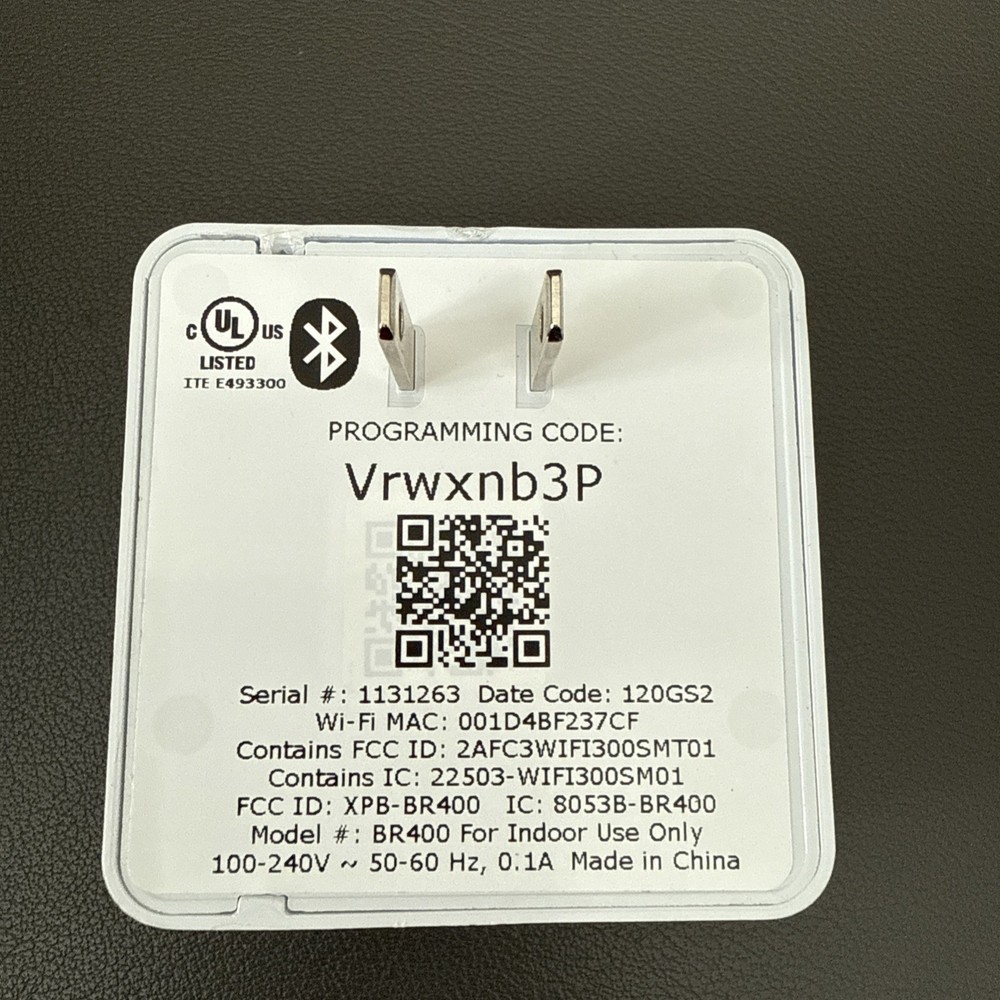 C UL US
LISTED
ITE E493300
PROGRAMMING CODE:
Vrwxnb3P
Serial #: 1131263 Date Code: 120GS2
Wi-Fi MAC: 001D4BF237CF
Contains FCC ID: 2AFC3WIFI300SMT01
Contains IC: 22503-WIFI300SM01
FCC ID: XPB-BR400 IC: 8053B-BR400
Model #: BR400 For Indoor Use Only
100-240V ~ 50-60 Hz, 0.1A Made in China